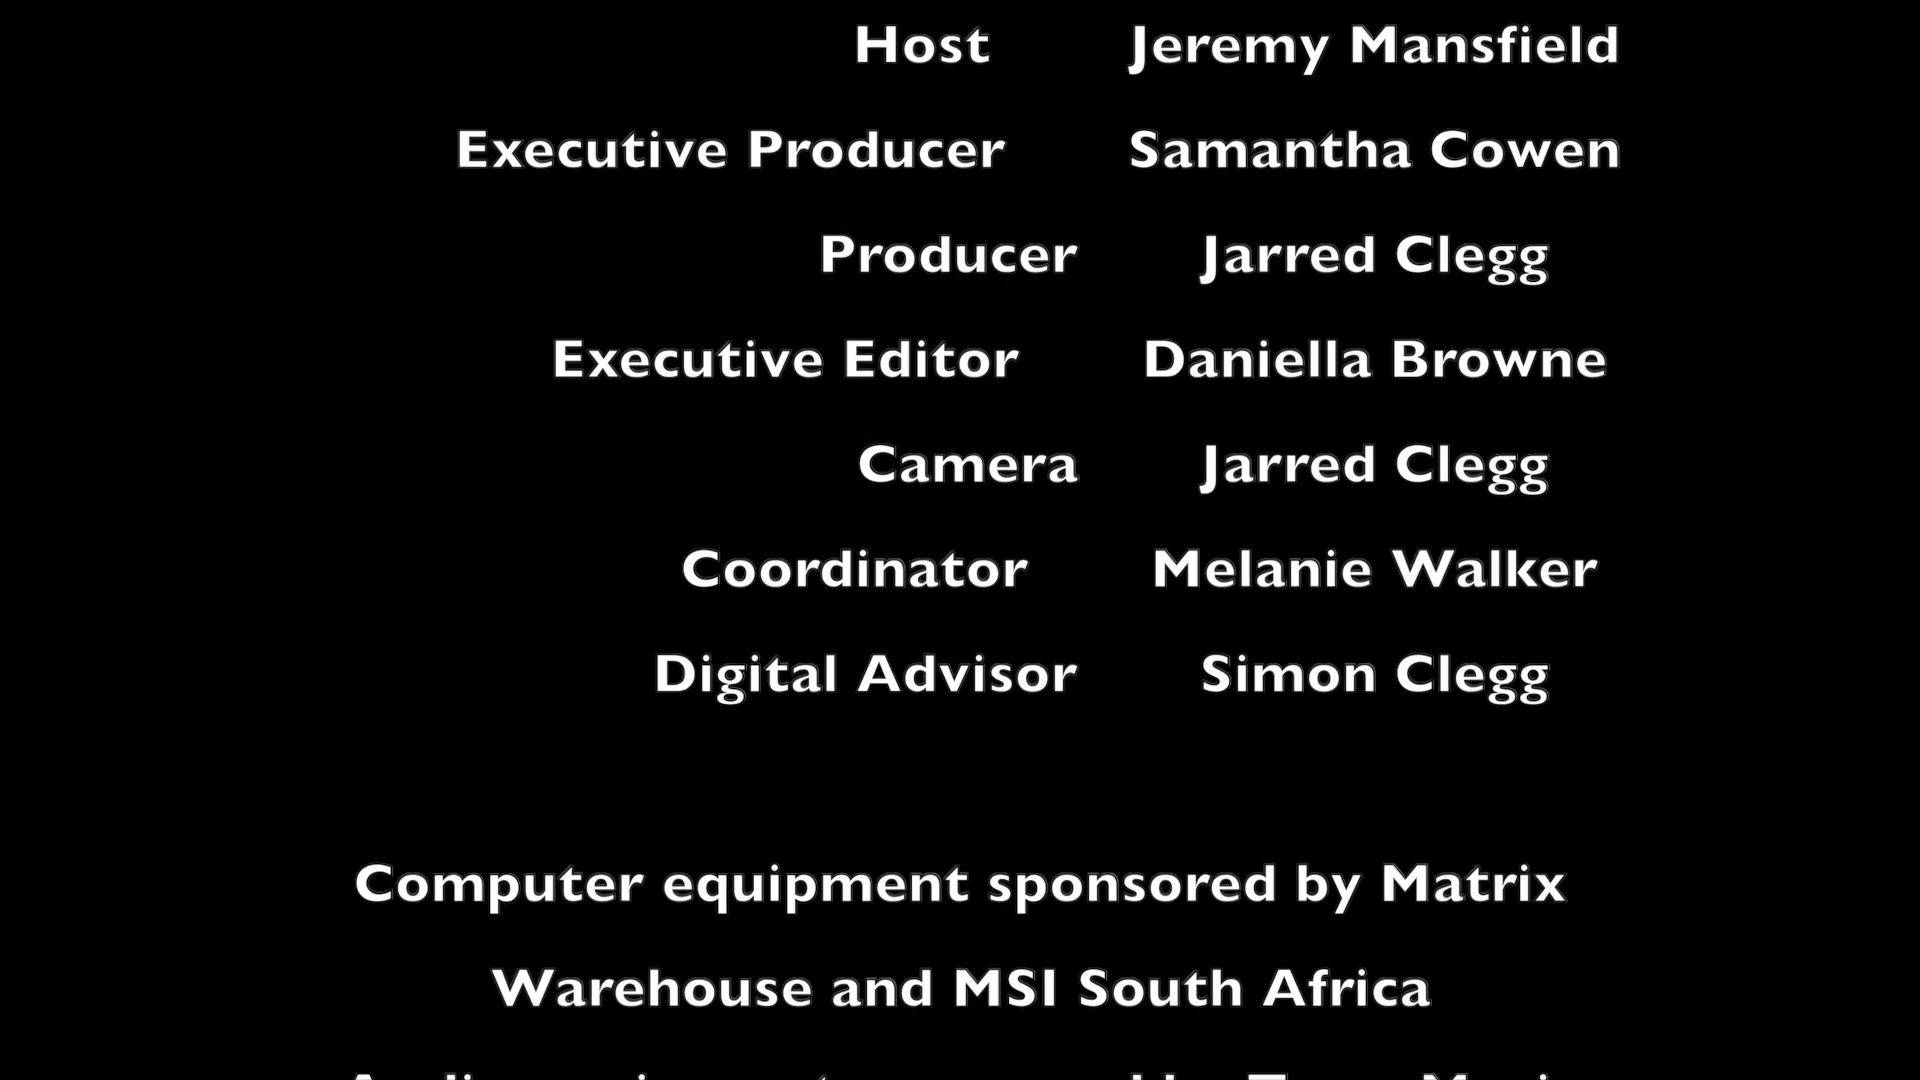 Host Jeremy Mansfield
Executive Producer Samantha Cowen
Producer Jarred Clegg
Executive Editor Daniella Browne
Camera Jarred Clegg
Coordinator Melanie Walker
Digital Advisor Simon Clegg
Computer equipment sponsored by Matrix
Warehouse and MSI South Africa